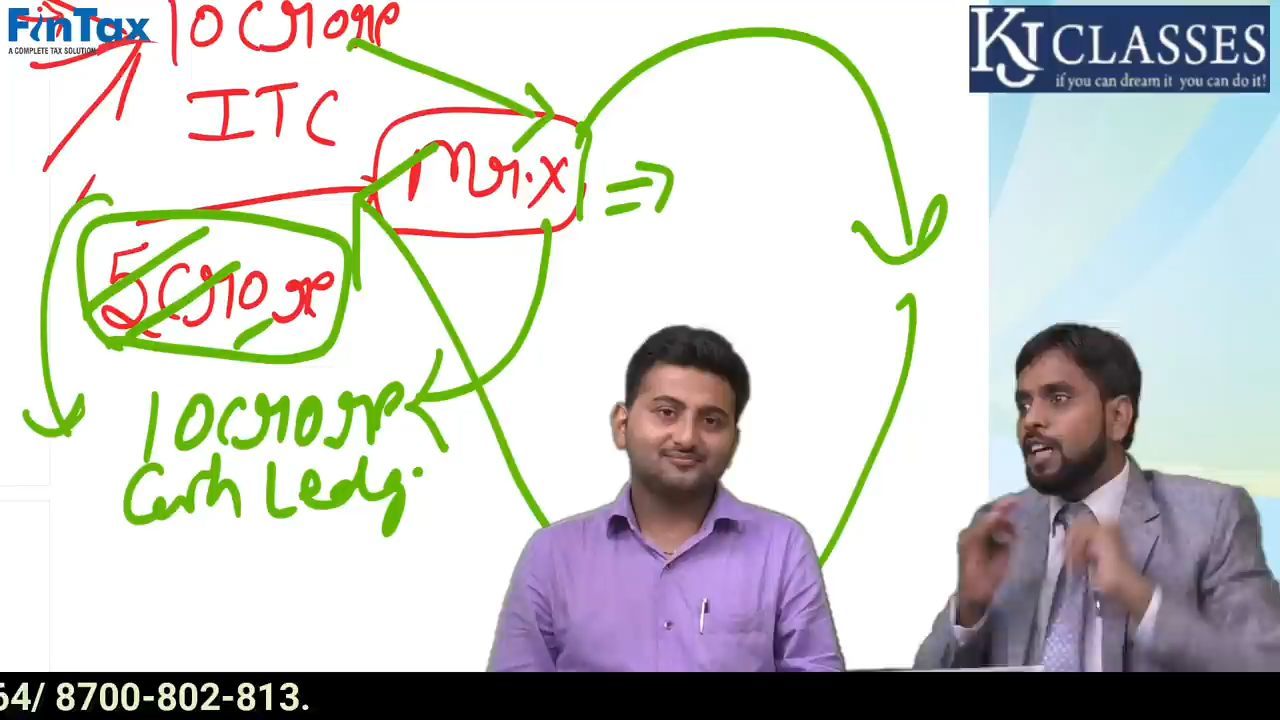 FinTax
A COMPLETE TAX SOLUTION
10 Crore
ITC
Mr. X
5 Crore
10 Crore
Cash Ledg.
KJ CLASSES
if you can dream it you can do it!
64/ 8700-802-813.